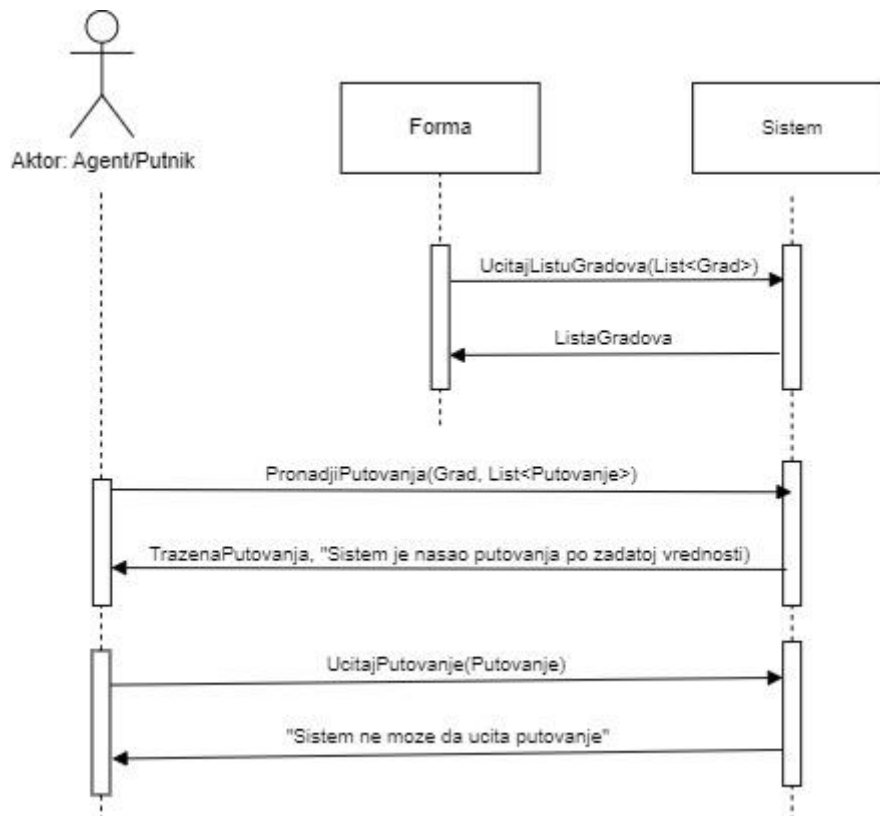 Forma
Sistem
Aktor: Agent/Putnik
UcitajListuGradova(List<Grad>)
ListaGradova
PronadjiPutovanja(Grad, List<Putovanje>)
TrazenaPutovanja, "Sistem je nasao putovanja po zadatoj vrednosti)
UcitajPutovanje(Putovanje)
"Sistem ne moze da ucita putovanje"